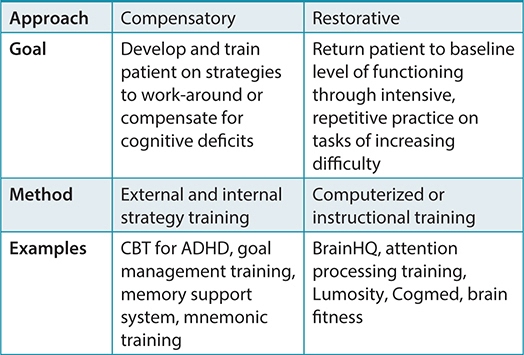 Approach Compensatory Restorative
Goal Develop and train Return patient to baseline
patient on strategies level of functioning
to work-around or through intensive,
compensate for repetitive practice on
cognitive deficits tasks of increasing
difficulty
Method External and internal Computerized or
strategy training instructional training
Examples CBT for ADHD, goal BrainHQ, attention
management training, processing training,
memory support Lumosity, Cogmed, brain
system, mnemonic fitness
training